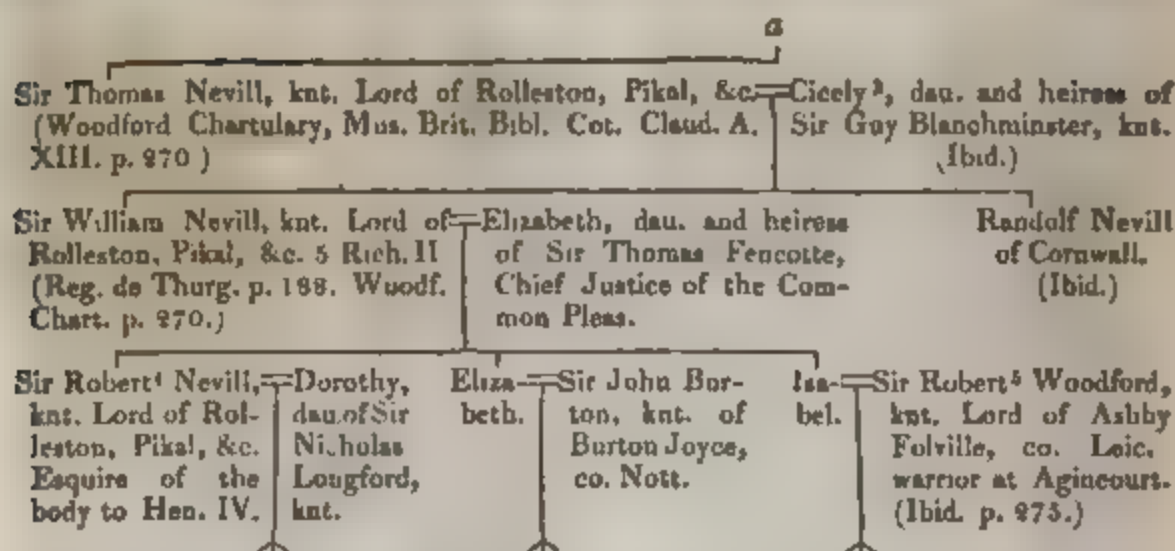 a
Sir Thomas Nevill, knt. Lord of Rolleston, Pikal, &c.
(Woodford Chartulary, Mus. Brit. Bibl. Cot. Claud. A.
XIII. p. 270 )
Cicely³, dau. and heiress of
Sir Guy Blanchminster, knt.
(Ibid.)
Sir William Nevill, knt. Lord of
Rolleston, Pikal, &c. 5 Rich. II
(Reg. de Thurg. p. 188. Woodf.
Chart. p. 270.)
Elizabeth, dau. and heiress
of Sir Thomas Fencotte,
Chief Justice of the Com-
mon Pleas.
Randolf Nevill
of Cornwall.
(Ibid.)
Sir Robert⁴ Nevill,
knt. Lord of Rol-
leston, Pikal, &c.
Esquire of the
body to Hen. IV.
Dorothy,
dau. of Sir
Nicholas
Longford,
knt.
Eliza-
beth.
Sir John Bur-
ton, knt. of
Burton Joyce,
co. Nott.
Isa-
bel.
Sir Robert⁵ Woodford,
knt. Lord of Ashby
Folville, co. Leic.
warrior at Agincourt.
(Ibid. p. 275.)